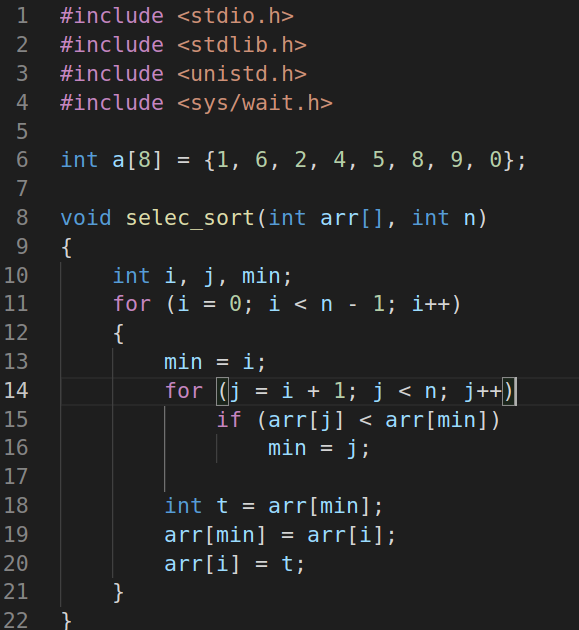 1 #include <stdio.h>
2 #include <stdlib.h>
3 #include <unistd.h>
4 #include <sys/wait.h>
5
6 int a[8] = {1, 6, 2, 4, 5, 8, 9, 0};
7
8 void selec_sort(int arr[], int n)
9 {
10     int i, j, min;
11     for (i = 0; i < n - 1; i++)
12     {
13         min = i;
14         for (j = i + 1; j < n; j++)
15             if (arr[j] < arr[min])
16                 min = j;
17
18         int t = arr[min];
19         arr[min] = arr[i];
20         arr[i] = t;
21     }
22 }